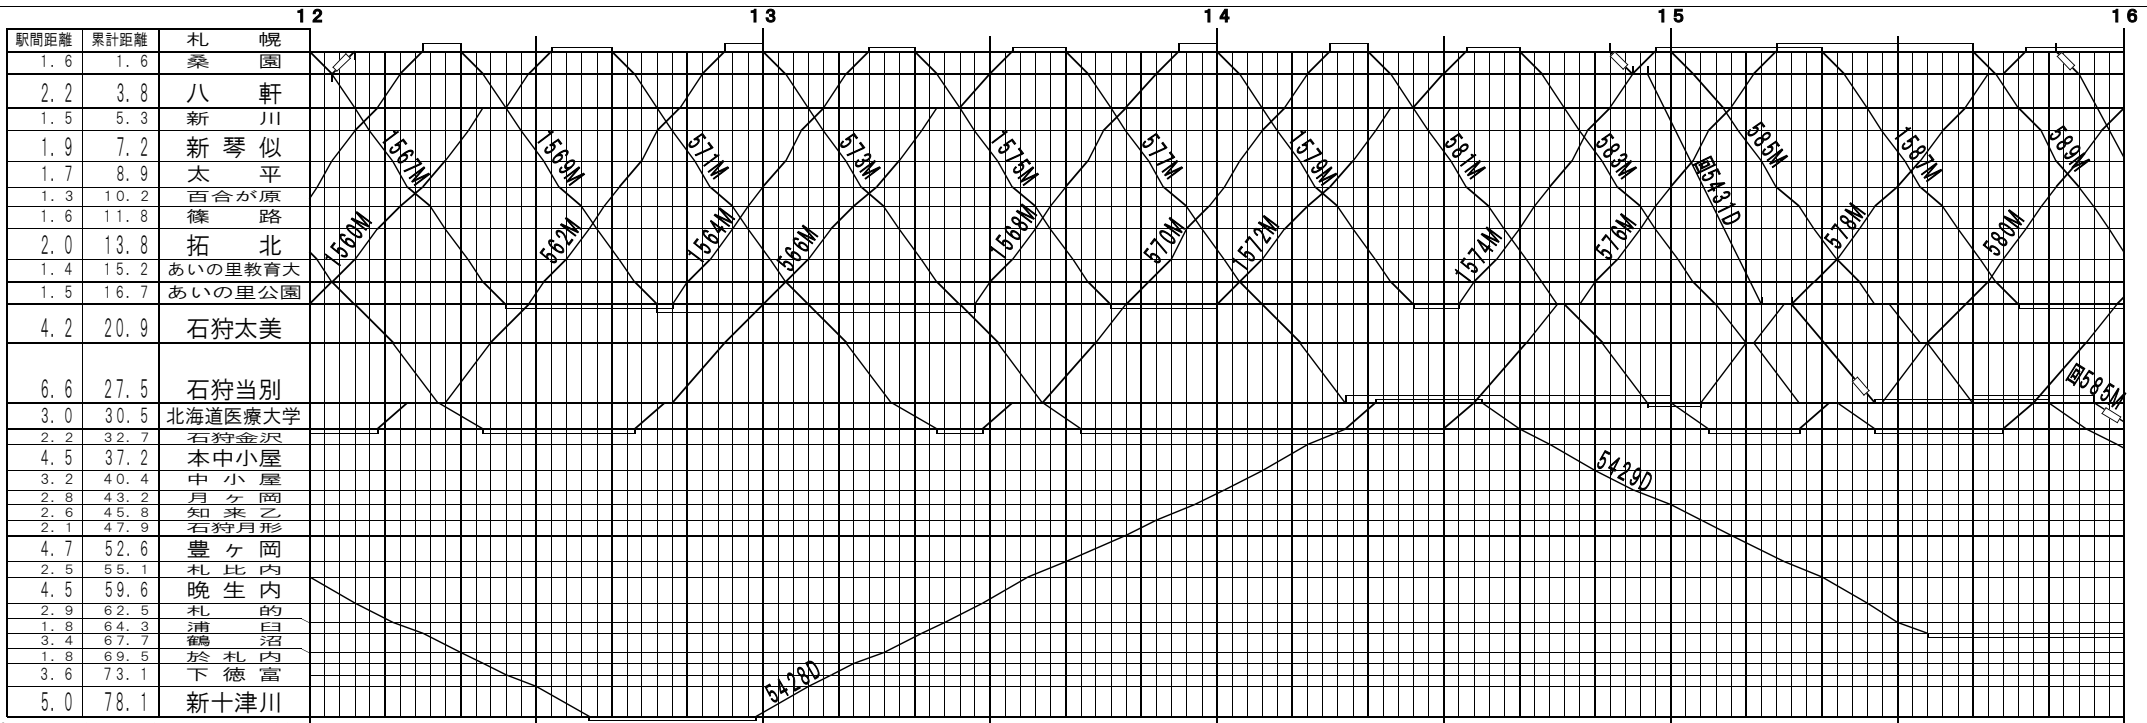 12 13 14 15 16
駅間距離 累計距離 札幌
1.6 1.6 桑園
2.2 3.8 八軒
1.5 5.3 新川
1.9 7.2 新琴似
1.7 8.9 太平
1.3 10.2 百合が原
1.6 11.8 篠路
2.0 13.8 拓北
1.4 15.2 あいの里教育大
1.5 16.7 あいの里公園
4.2 20.9 石狩太美
6.6 27.5 石狩当別
3.0 30.5 北海道医療大学
2.2 32.7 石狩金沢
4.5 37.2 本中小屋
3.2 40.4 中小屋
2.8 43.2 月ヶ岡
2.6 45.8 知来乙
2.1 47.9 石狩月形
4.7 52.6 豊ヶ岡
2.5 55.1 札比内
4.5 59.6 晩生内
2.9 62.5 札的
1.8 64.3 浦臼
3.4 67.7 鶴沼
1.8 69.5 於札内
3.6 73.1 下徳富
5.0 78.1 新十津川
1567M
1569M
571M
573M
1575M
577M
1579M
581M
583M
回5431D
585M
1587M
589M
1560M
562M
1564M
566M
1568M
570M
1572M
1574M
576M
1578M
580M
回585M
5429D
5428D